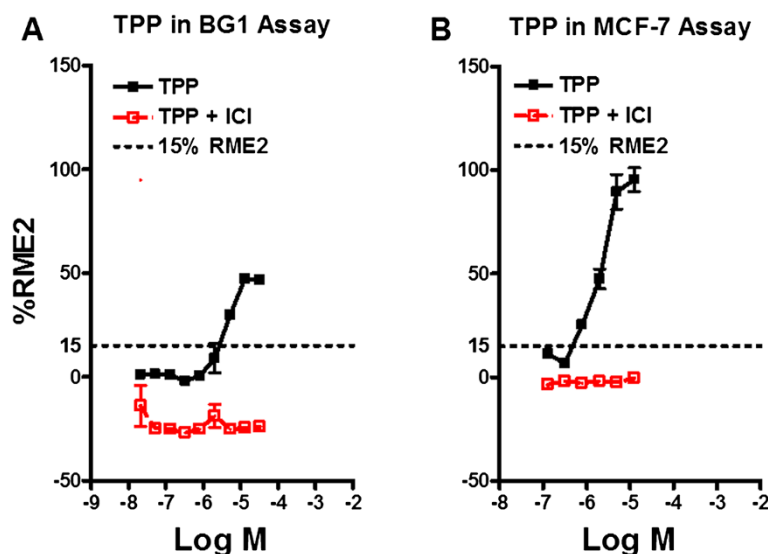 A
TPP in BG1 Assay
150
TPP
TPP + ICI
15% RME2
100
50
15
0
-50
%RME2
-9 -8 -7 -6 -5 -4 -3 -2
Log M
B
TPP in MCF-7 Assay
150
TPP
TPP + ICI
15% RME2
100
50
15
0
-50
-8 -7 -6 -5 -4 -3 -2
Log M